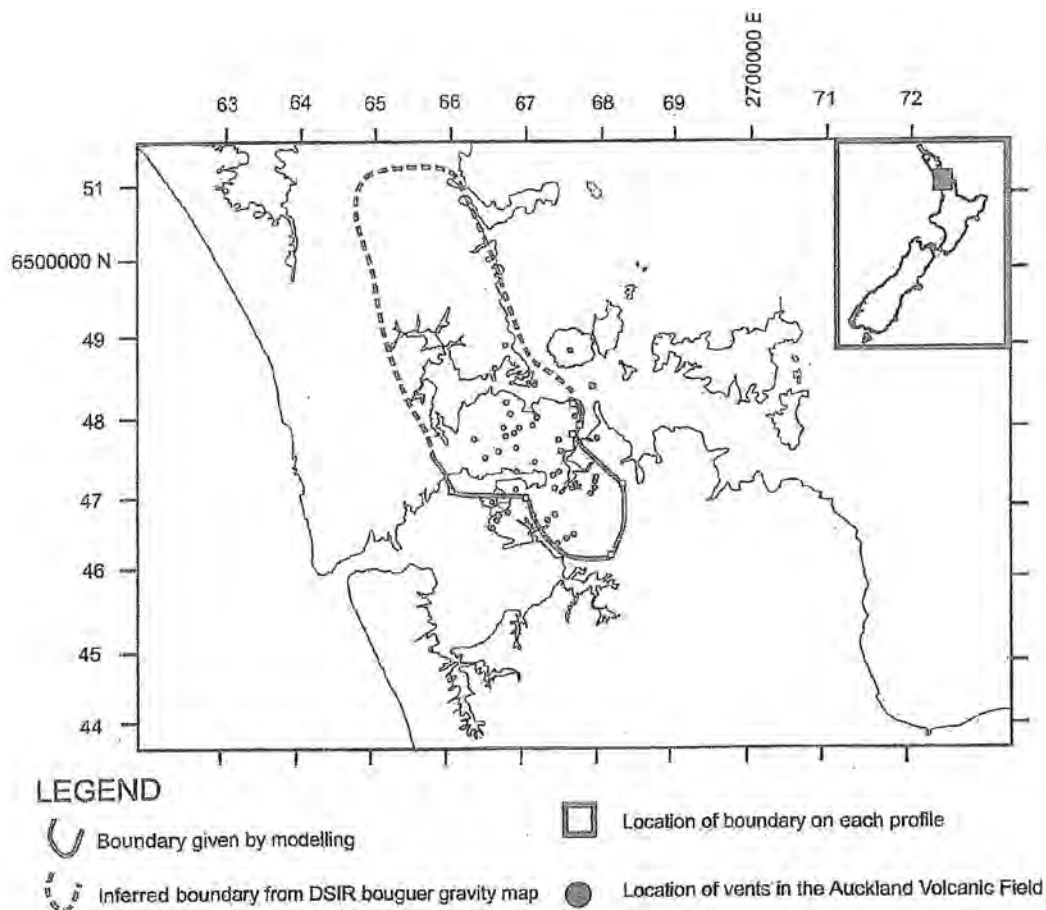 2700000 E
63 64 65 66 67 68 69 71 72
51
6500000 N
49
48
47
46
45
44
LEGEND
Boundary given by modelling
Location of boundary on each profile
Inferred boundary from DSIR bouguer gravity map
Location of vents in the Auckland Volcanic Field